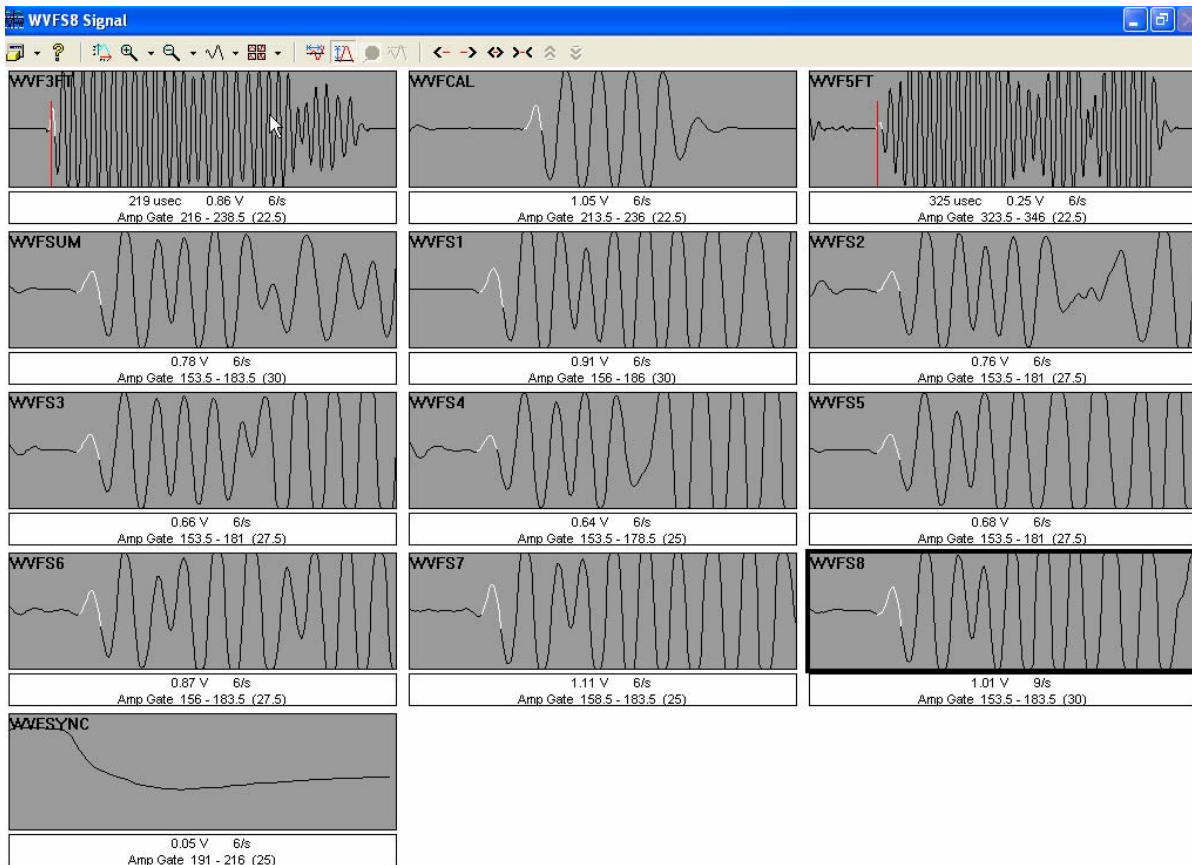 WVFS8 Signal
WVF3FT
219 usec 0.86 V 6/s
Amp Gate 216 - 238.5 (22.5)
WVFCAL
1.05 V 6/s
Amp Gate 213.5 - 236 (22.5)
WVF5FT
325 usec 0.25 V 6/s
Amp Gate 323.5 - 346 (22.5)
WVFSUM
0.78 V 6/s
Amp Gate 153.5 - 183.5 (30)
WVFS1
0.91 V 6/s
Amp Gate 156 - 186 (30)
WVFS2
0.76 V 6/s
Amp Gate 153.5 - 181 (27.5)
WVFS3
0.66 V 6/s
Amp Gate 153.5 - 181 (27.5)
WVFS4
0.64 V 6/s
Amp Gate 153.5 - 178.5 (25)
WVFS5
0.68 V 6/s
Amp Gate 153.5 - 181 (27.5)
WVFS6
0.87 V 6/s
Amp Gate 156 - 183.5 (27.5)
WVFS7
1.11 V 6/s
Amp Gate 158.5 - 183.5 (25)
WVFS8
1.01 V 9/s
Amp Gate 153.5 - 183.5 (30)
WVFSYNC
0.05 V 6/s
Amp Gate 191 - 216 (25)